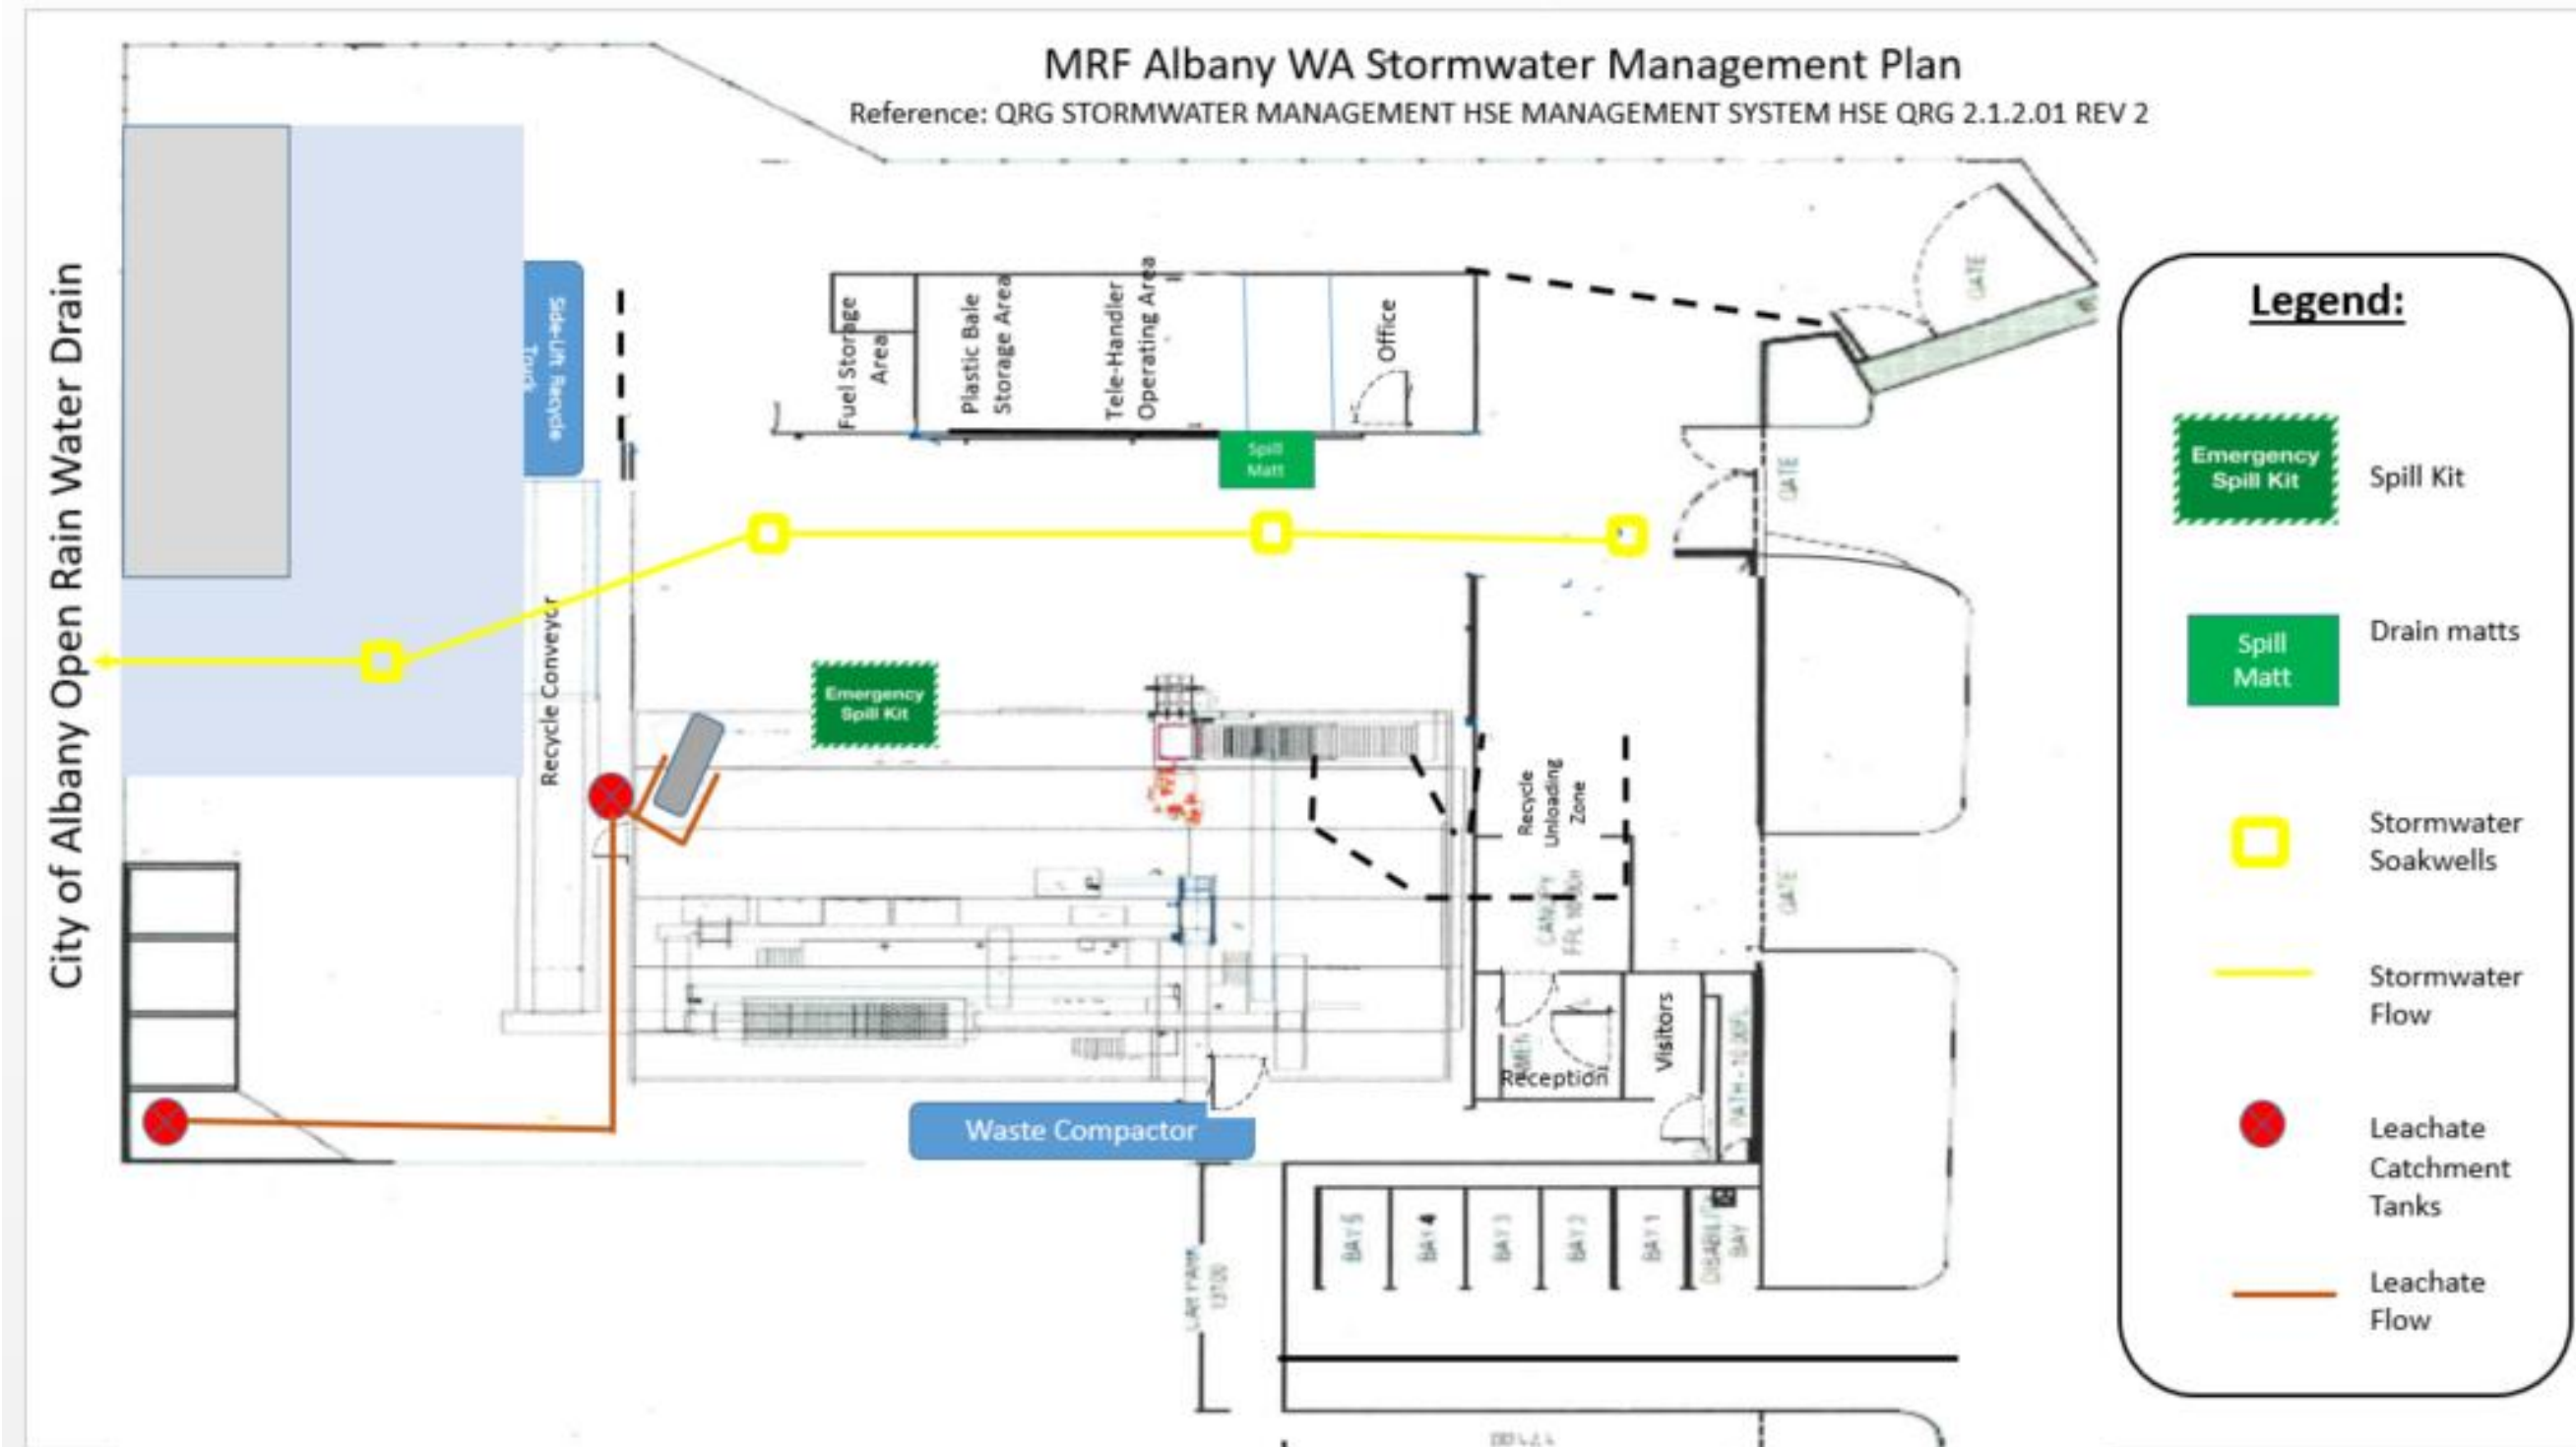 MRF Albany WA Stormwater Management Plan
Reference: QRG STORMWATER MANAGEMENT HSE MANAGEMENT SYSTEM HSE QRG 2.1.2.01 REV 2
City of Albany Open Rain Water Drain
Side-Lift Recycle
Truck
Fuel Storage
Area
Plastic Bale
Storage Area
Tele-Handler
Operating Area
Office
GATE
GATE
Spill
Matt
Recycle Conveyor
Emergency
Spill Kit
Recycle
Unloading
Zone
CANOPY
GATE
Reception
Visitors
Waste Compactor
BAY 5
BAY 4
BAY 3
BAY 2
BAY 1
DISABILITY
BAY
CAR PARK
Legend:
Emergency
Spill Kit
Spill Kit
Spill
Matt
Drain matts
Stormwater
Soakwells
Stormwater
Flow
Leachate
Catchment
Tanks
Leachate
Flow